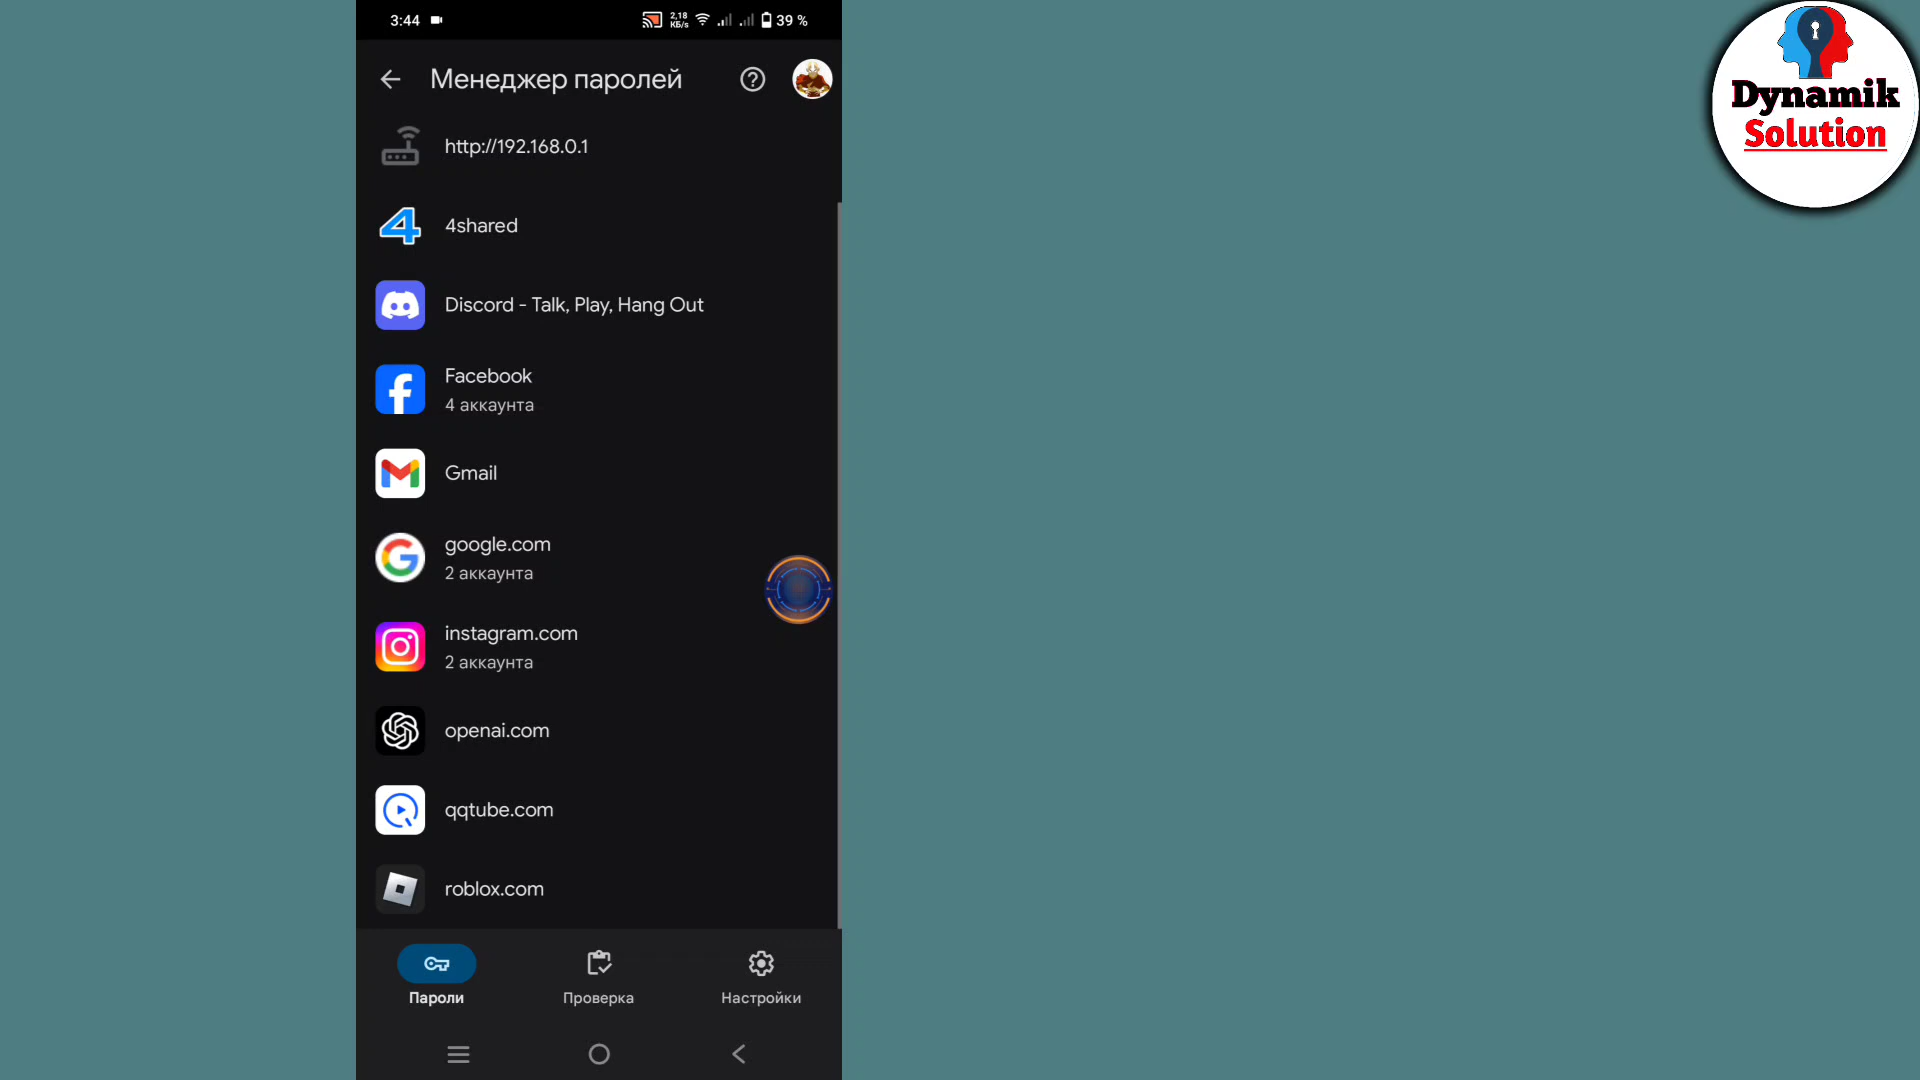 3:44
2,18
КБ/s
39 %
Менеджер паролей
http://192.168.0.1
4shared
Discord - Talk, Play, Hang Out
Facebook
4 аккаунта
Gmail
google.com
2 аккаунта
instagram.com
2 аккаунта
openai.com
qqtube.com
roblox.com
Пароли
Проверка
Настройки
Dynamik
Solution